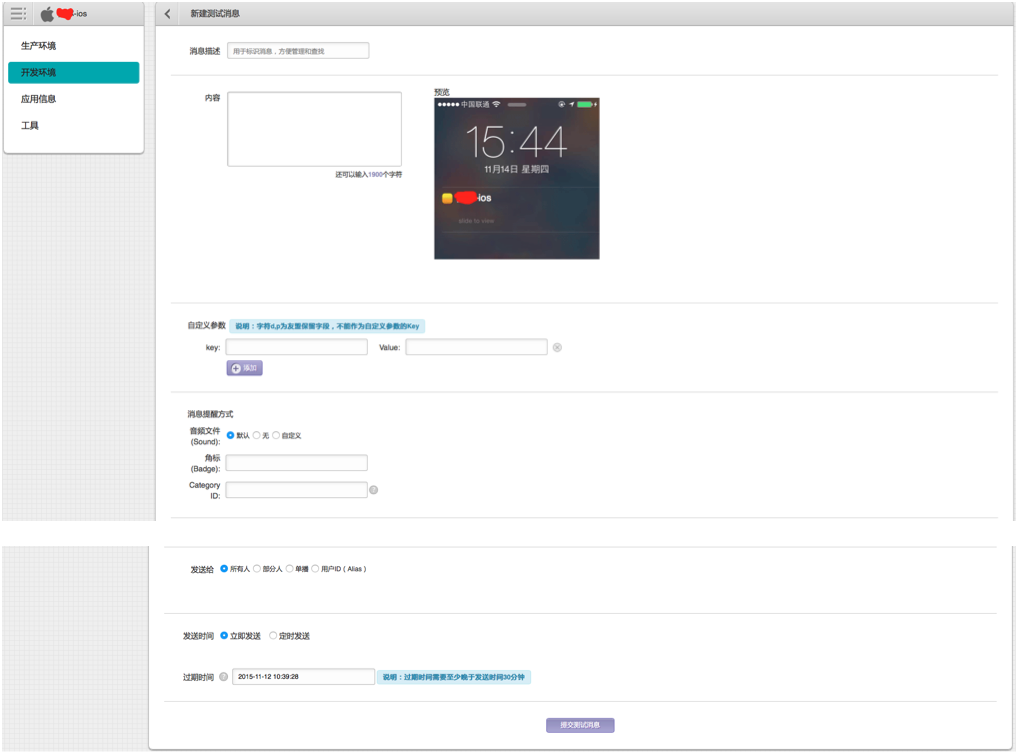 -ios
新建测试消息
生产环境
开发环境
应用信息
工具
消息描述
用于标识消息，方便管理和查找
内容
还可以输入1900个字符
预览
中国联通
15:44
11月14日 星期四
-ios
slide to view
自定义参数
说明：字符d,p为友盟保留字段，不能作为自定义参数的Key
key:
Value:
添加
消息提醒方式
音频文件
(Sound):
默认 无 自定义
角标
(Badge):
Category
ID:
发送给 所有人 部分人 单播 用户ID ( Alias )
发送时间 立即发送 定时发送
过期时间 2015-11-12 10:39:28 说明：过期时间需要至少晚于发送时间30分钟
提交测试消息